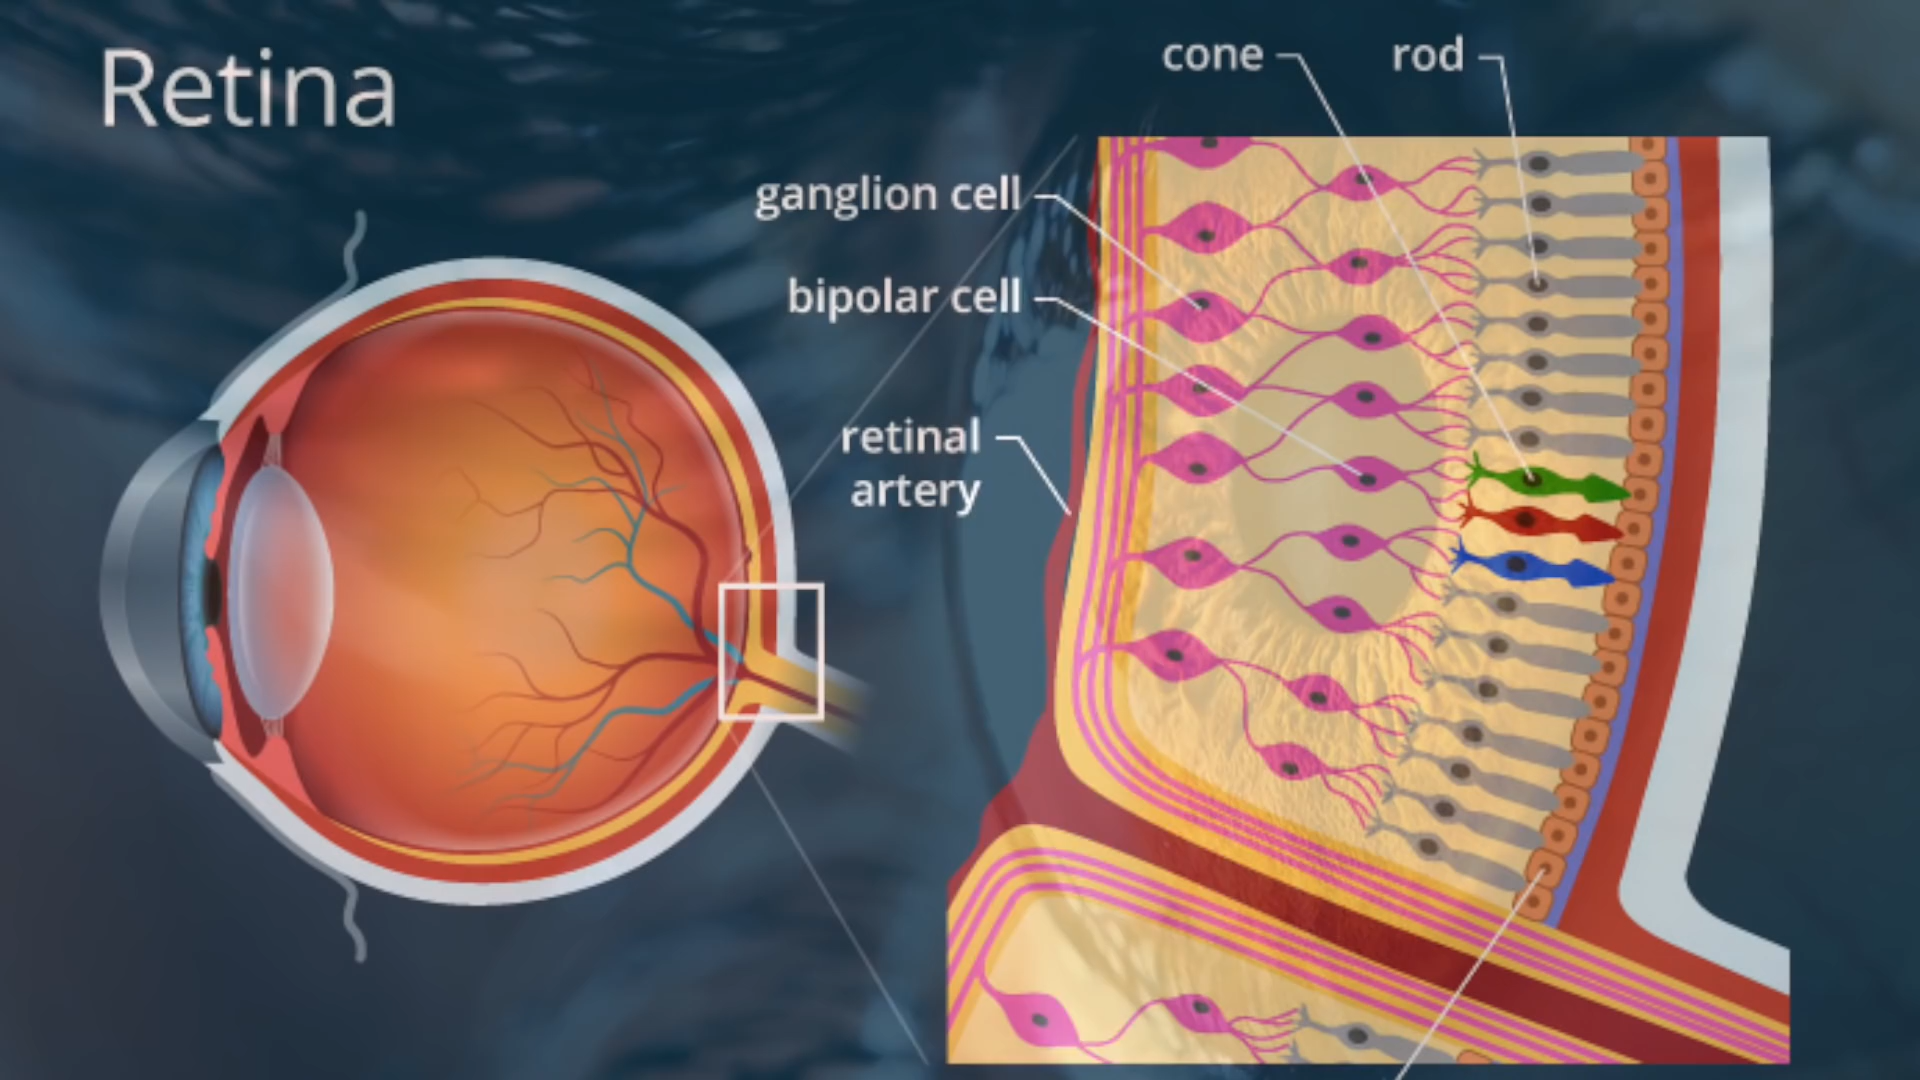 Retina
cone
rod
ganglion cell
bipolar cell
retinal
artery